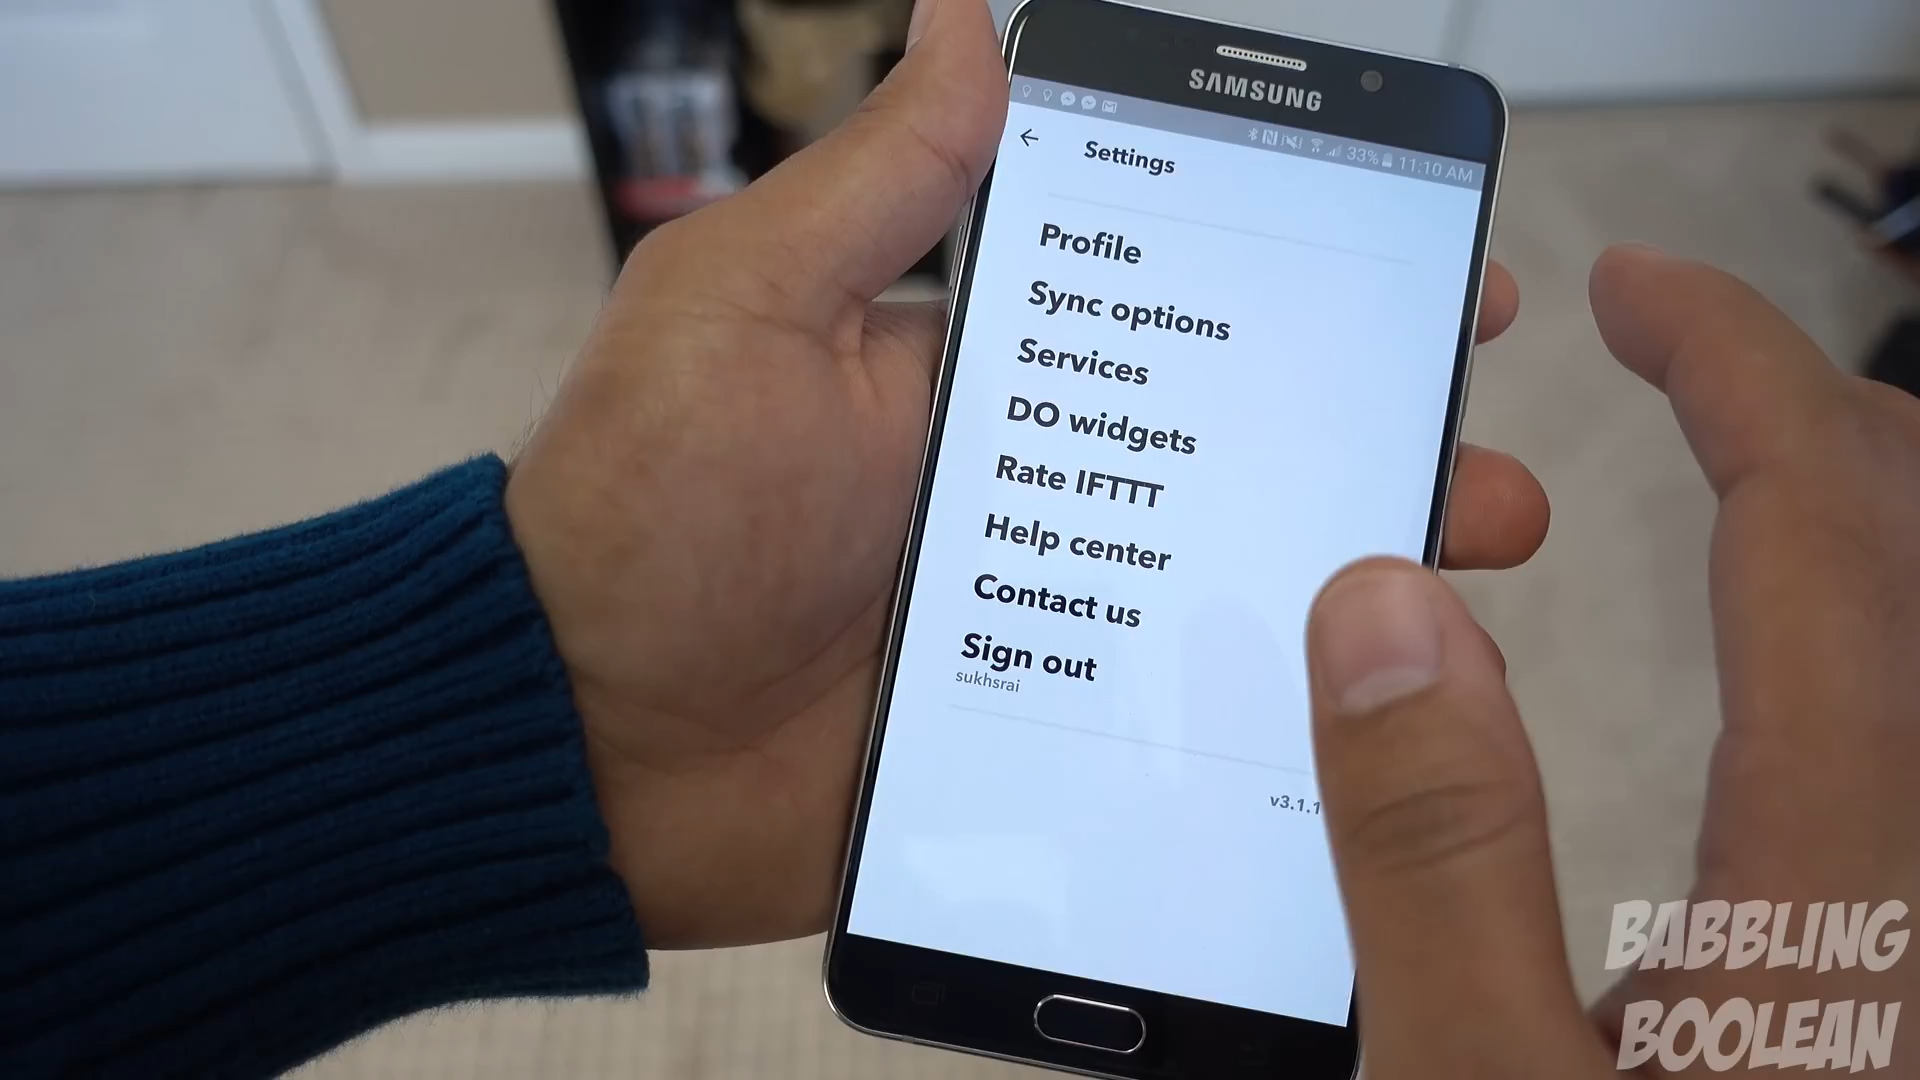 SAMSUNG
33% 11:10 AM
Settings
Profile
Sync options
Services
DO widgets
Rate IFTTT
Help center
Contact us
Sign out
sukhsrai
v3.1.1
BABBLING
BOOLEAN